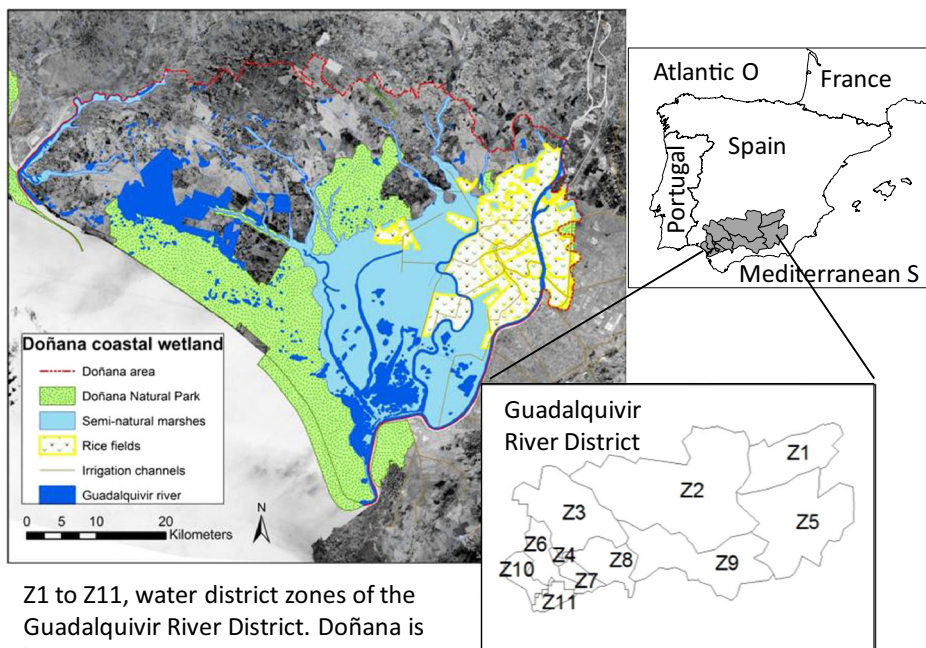 Doñana coastal wetland
Doñana area
Doñana Natural Park
Semi-natural marshes
Rice fields
Irrigation channels
Guadalquivir river
0 5 10 20
Kilometers
N
Atlantic O
France
Spain
Portugal
Mediterranean S
Guadalquivir
River District
Z1
Z2
Z3
Z5
Z6
Z4
Z8
Z9
Z10
Z7
Z11
Z1 to Z11, water district zones of the
Guadalquivir River District. Doñana is